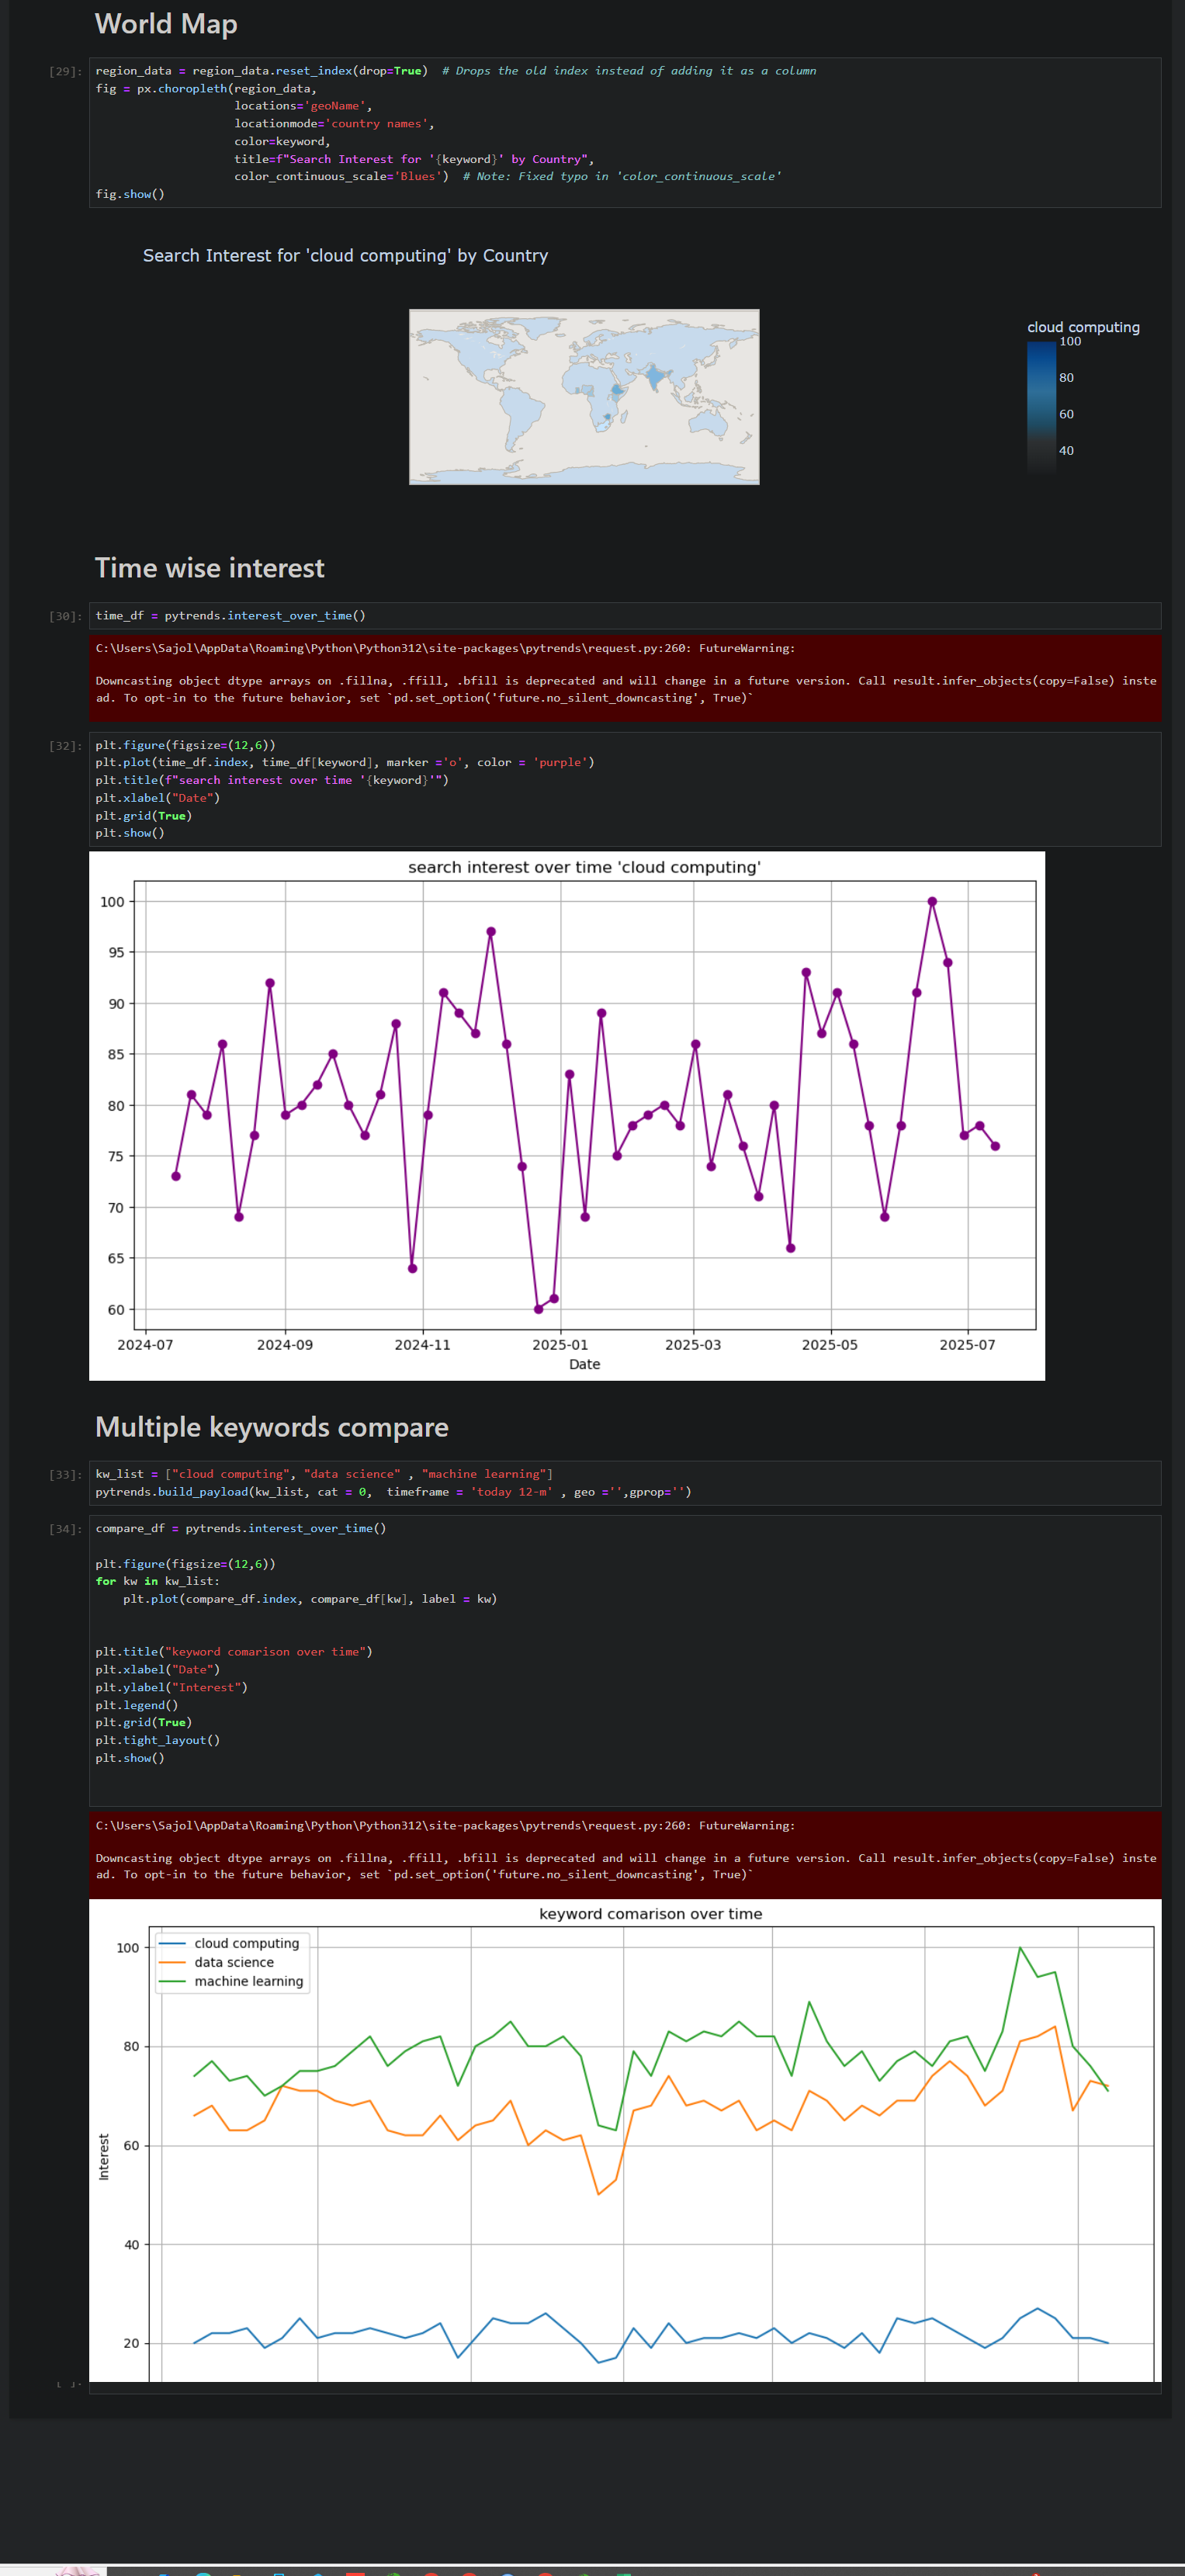 World Map
[29]:
region_data = region_data.reset_index(drop=True)  # Drops the old index instead of adding it as a column
fig = px.choropleth(region_data,
                    locations='geoName',
                    locationmode='country names',
                    color=keyword,
                    title=f"Search Interest for '{keyword}' by Country",
                    color_continuous_scale='Blues')  # Note: Fixed typo in 'color_continuous_scale'
fig.show()
Search Interest for 'cloud computing' by Country
cloud computing
100
80
60
40
Time wise interest
[30]:
time_df = pytrends.interest_over_time()
C:\Users\Sajol\AppData\Roaming\Python\Python312\site-packages\pytrends\request.py:260: FutureWarning:
Downcasting object dtype arrays on .fillna, .ffill, .bfill is deprecated and will change in a future version. Call result.infer_objects(copy=False) inste
ad. To opt-in to the future behavior, set `pd.set_option('future.no_silent_downcasting', True)`
[32]:
plt.figure(figsize=(12,6))
plt.plot(time_df.index, time_df[keyword], marker ='o', color = 'purple')
plt.title(f"search interest over time '{keyword}'")
plt.xlabel("Date")
plt.grid(True)
plt.show()
search interest over time 'cloud computing'
100
95
90
85
80
75
70
65
60
2024-07 2024-09 2024-11 2025-01 2025-03 2025-05 2025-07
Date
Multiple keywords compare
[33]:
kw_list = ["cloud computing", "data science" , "machine learning"]
pytrends.build_payload(kw_list, cat = 0,  timeframe = 'today 12-m' , geo ='',gprop='')
[34]:
compare_df = pytrends.interest_over_time()
plt.figure(figsize=(12,6))
for kw in kw_list:
    plt.plot(compare_df.index, compare_df[kw], label = kw)
plt.title("keyword comarison over time")
plt.xlabel("Date")
plt.ylabel("Interest")
plt.legend()
plt.grid(True)
plt.tight_layout()
plt.show()
C:\Users\Sajol\AppData\Roaming\Python\Python312\site-packages\pytrends\request.py:260: FutureWarning:
Downcasting object dtype arrays on .fillna, .ffill, .bfill is deprecated and will change in a future version. Call result.infer_objects(copy=False) inste
ad. To opt-in to the future behavior, set `pd.set_option('future.no_silent_downcasting', True)`
keyword comarison over time
cloud computing
data science
machine learning
100
80
60
40
20
Interest